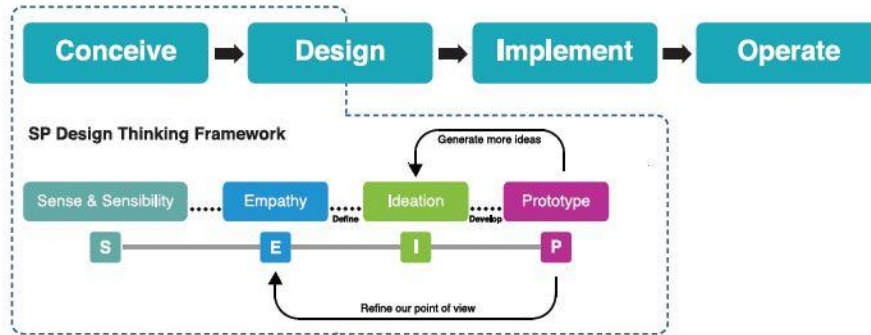 Conceive
Design
Implement
Operate
SP Design Thinking Framework
Generate more ideas
Sense & Sensibility
Empathy
Define
Ideation
Develop
Prototype
S
E
I
P
Refine our point of view